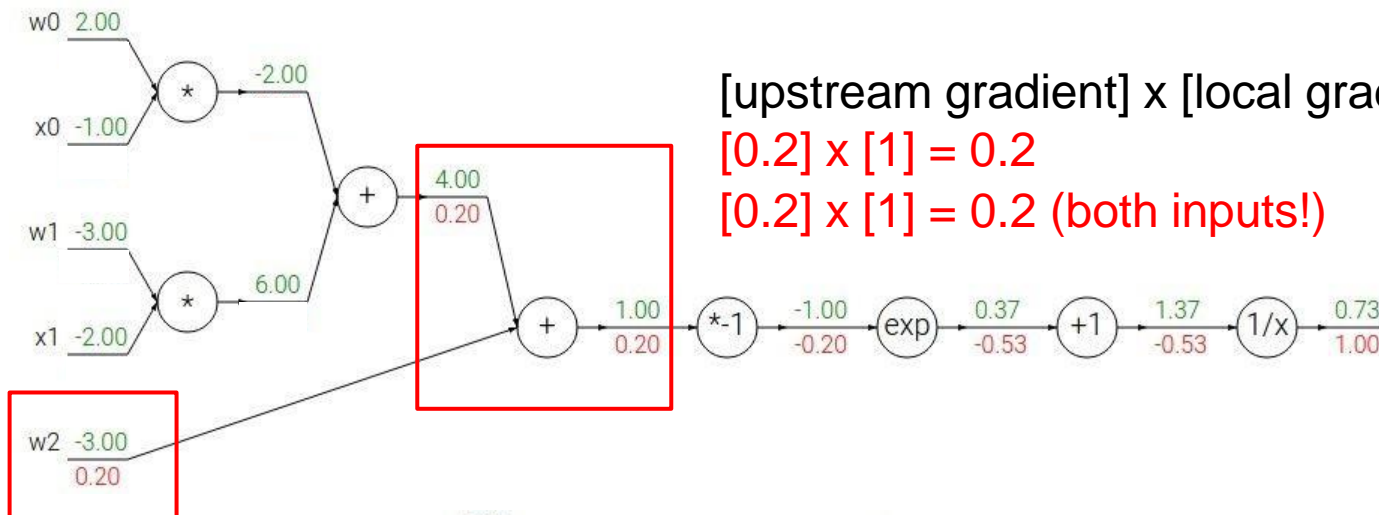 w0 2.00
-2.00
*
x0 -1.00
[upstream gradient] x [local
[0.2] x [1] = 0.2
[0.2] x [1] = 0.2 (both inputs!)
4.00
+
0.20
w1 -3.00
6.00
*
x1 -2.00
+
1.00
0.20
*-1
-1.00
-0.20
exp
0.37
-0.53
+1
1.37
-0.53
1/x
0.73
1.00
w2 -3.00
0.20